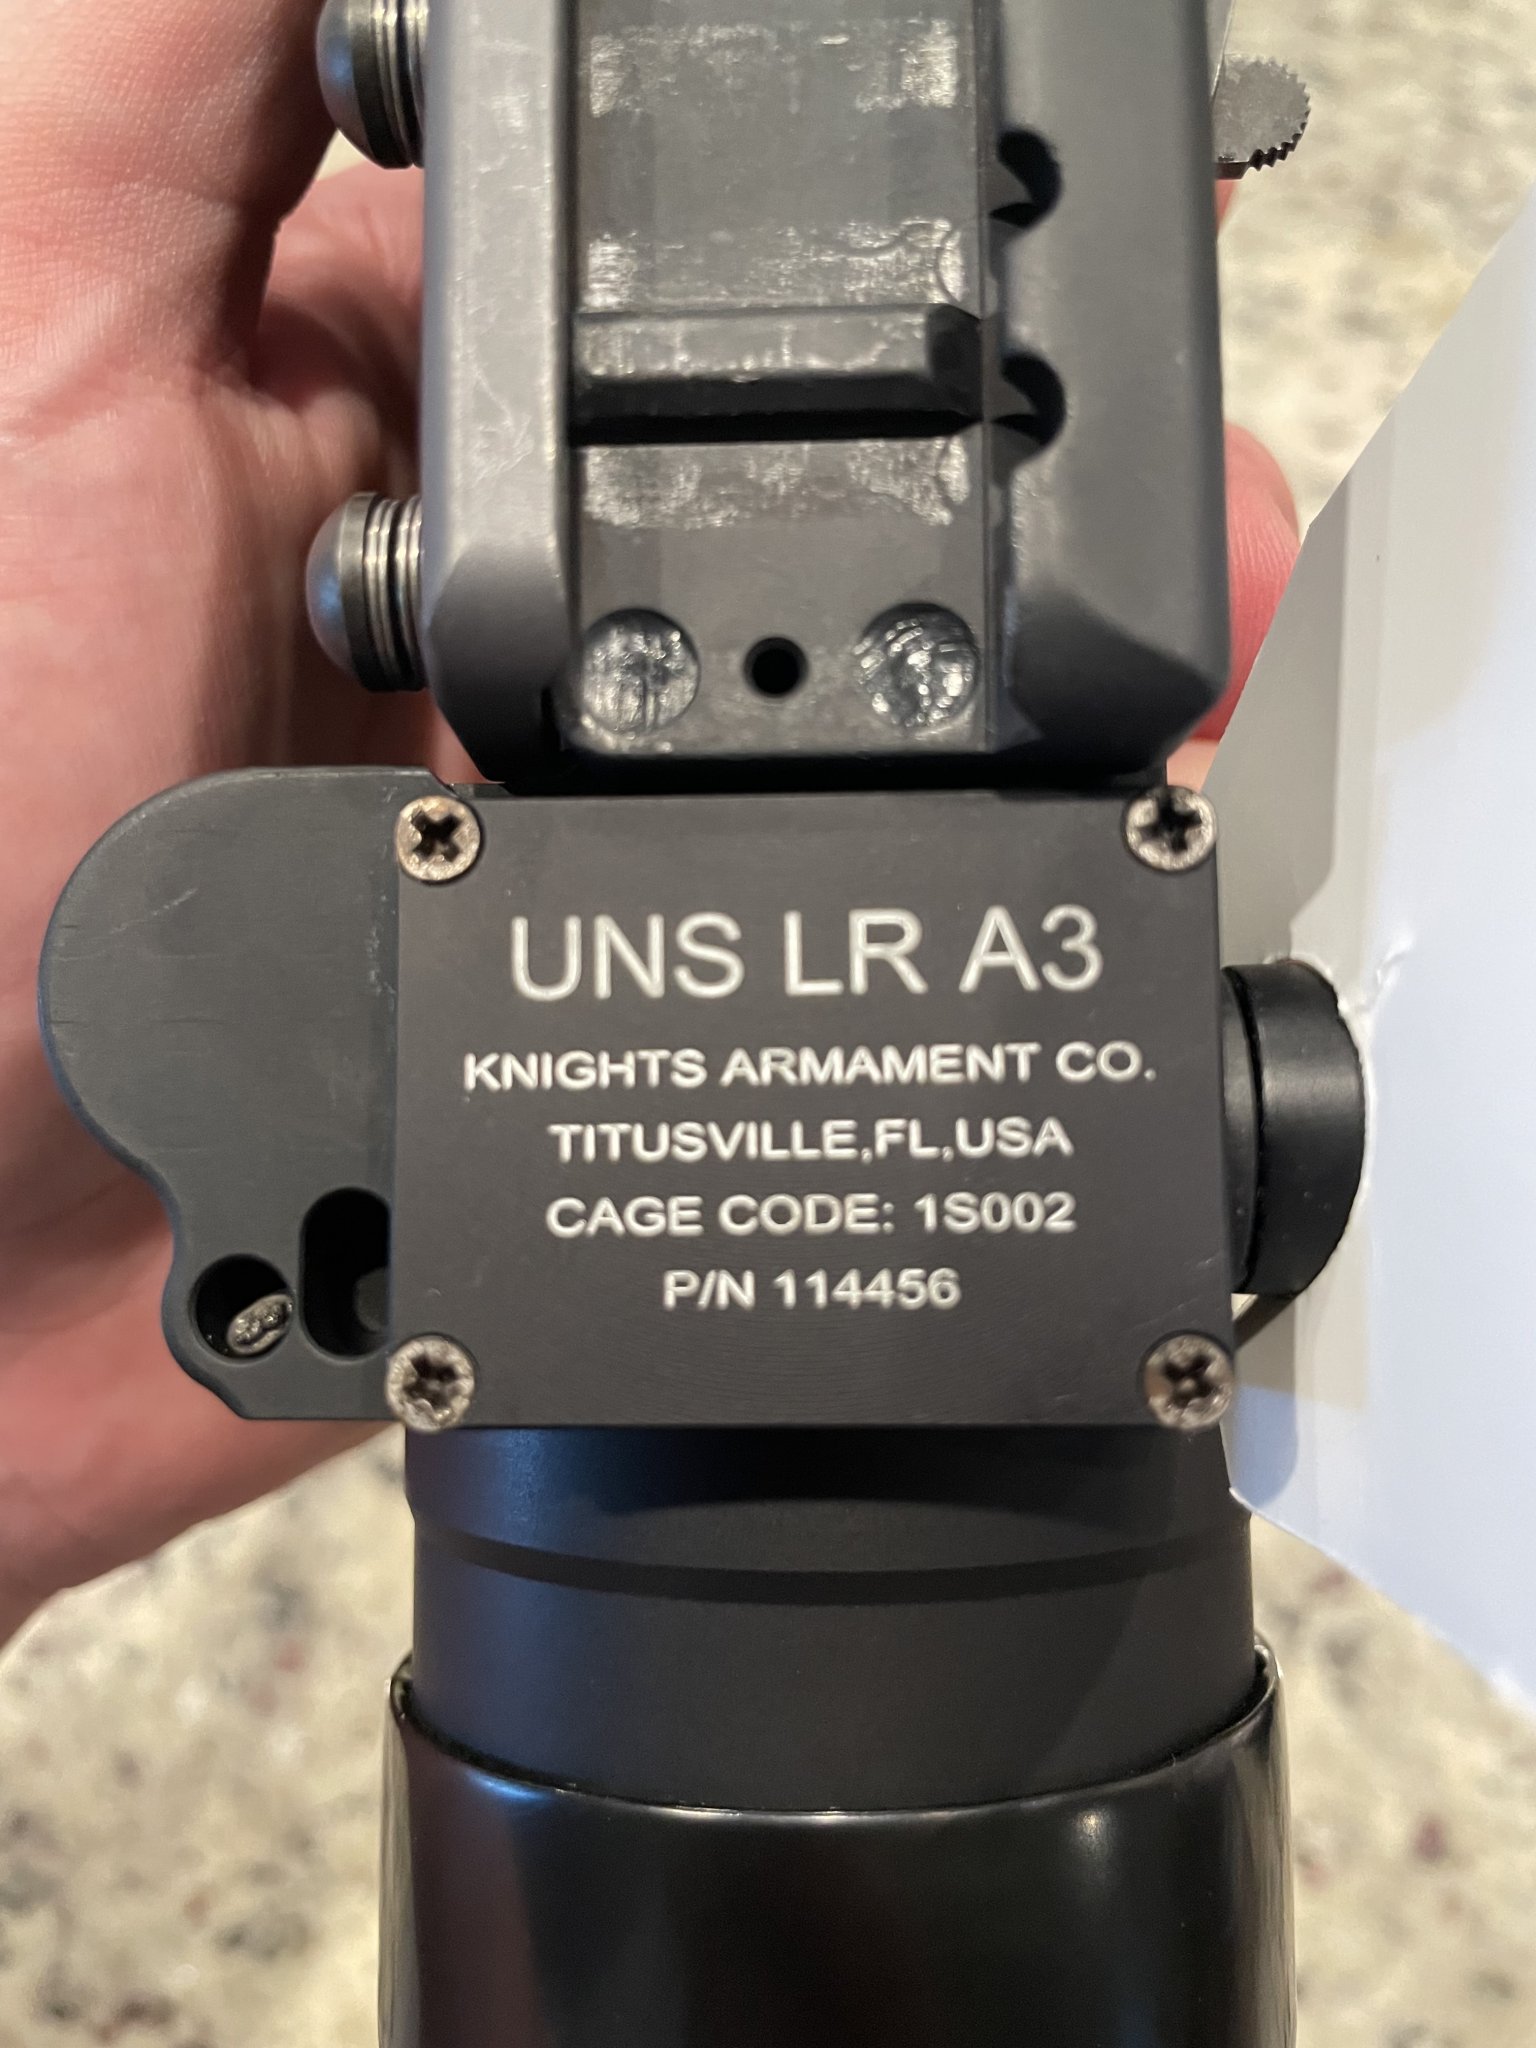 UNS LR A3
KNIGHTS ARMAMENT CO.
TITUSVILLE,FL,USA
CAGE CODE: 1S002
P/N 114456